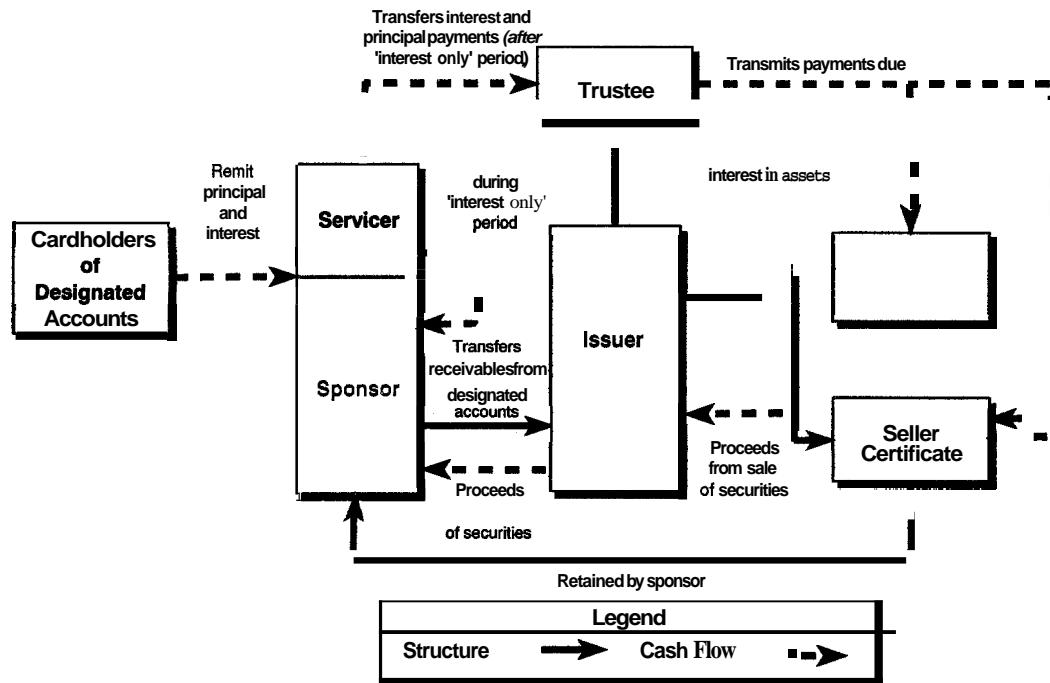 Transfers interest and
principal payments (after
'interest only' period,)
Trustee
Transmits payments due
Remit
principal
and
interest
during
'interest only'
period
interest in assets
Servicer
Cardholders
of
Designated
Accounts
Issuer
Transfers
receivablesfrom
designated
accounts
Sponsor
Seller
Certificate
Proceeds
from sale
of securities
Proceeds
of securities
Retained by sponsor
Legend
Structure
Cash Flow